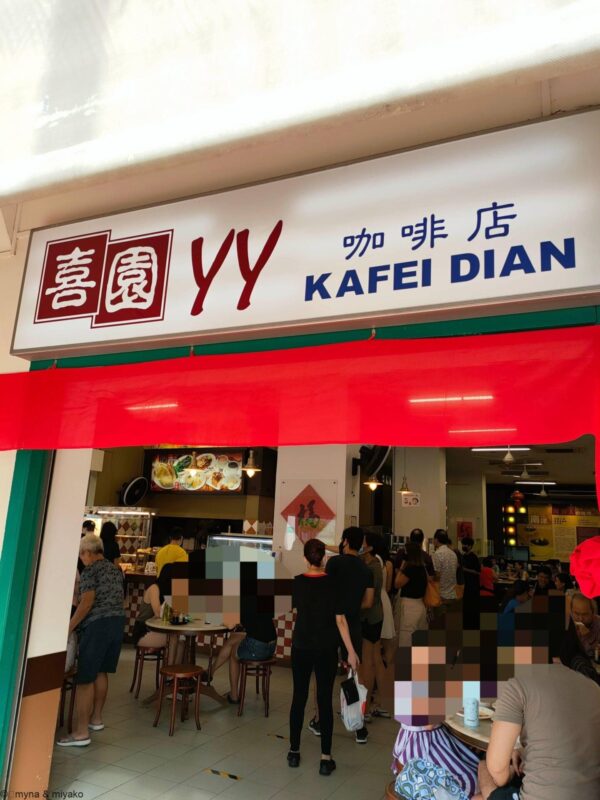 喜園 YY 咖啡店
KAFEI DIAN
© myna & miyako